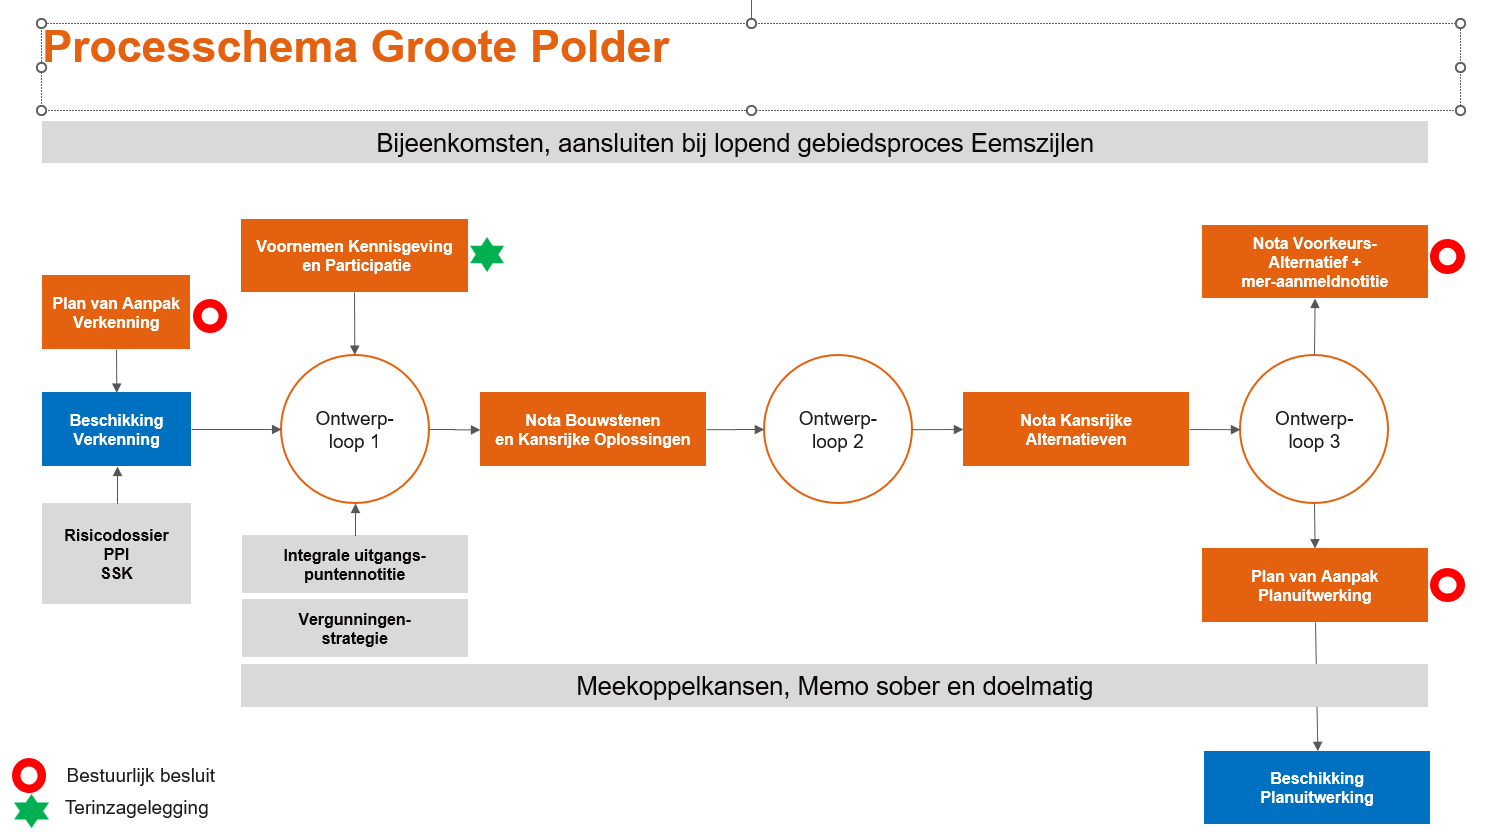 Processchema Groote Polder
Bijeenkomsten, aansluiten bij lopend gebiedsproces Eemszijlen
Voornemen Kennisgeving
en Participatie
Nota Voorkeurs-
Alternatief +
mer-aanmeldnotitie
Plan van Aanpak
Verkenning
Beschikking
Verkenning
Ontwerp-
loop 1
Nota Bouwstenen
en Kansrijke Oplossingen
Ontwerp-
loop 2
Nota Kansrijke
Alternatieven
Ontwerp-
loop 3
Risicodossier
PPI
SSK
Integrale uitgangs-
puntennotitie
Vergunningen-
strategie
Plan van Aanpak
Planuitwerking
Meekoppelkansen, Memo sober en doelmatig
Beschikking
Planuitwerking
Bestuurlijk besluit
Terinzagelegging